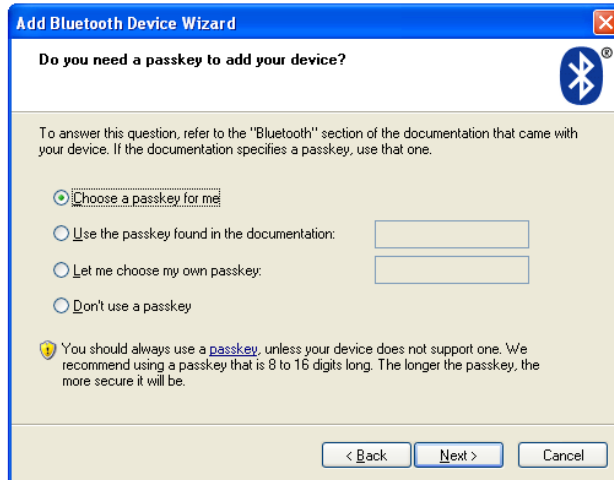 Add Bluetooth Device Wizard
Do you need a passkey to add your device?
®
To answer this question, refer to the "Bluetooth" section of the documentation that came with
your device. If the documentation specifies a passkey, use that one.
Choose a passkey for me
Use the passkey found in the documentation:
Let me choose my own passkey:
Don't use a passkey
You should always use a passkey, unless your device does not support one. We
recommend using a passkey that is 8 to 16 digits long. The longer the passkey, the
more secure it will be.
< Back Next > Cancel